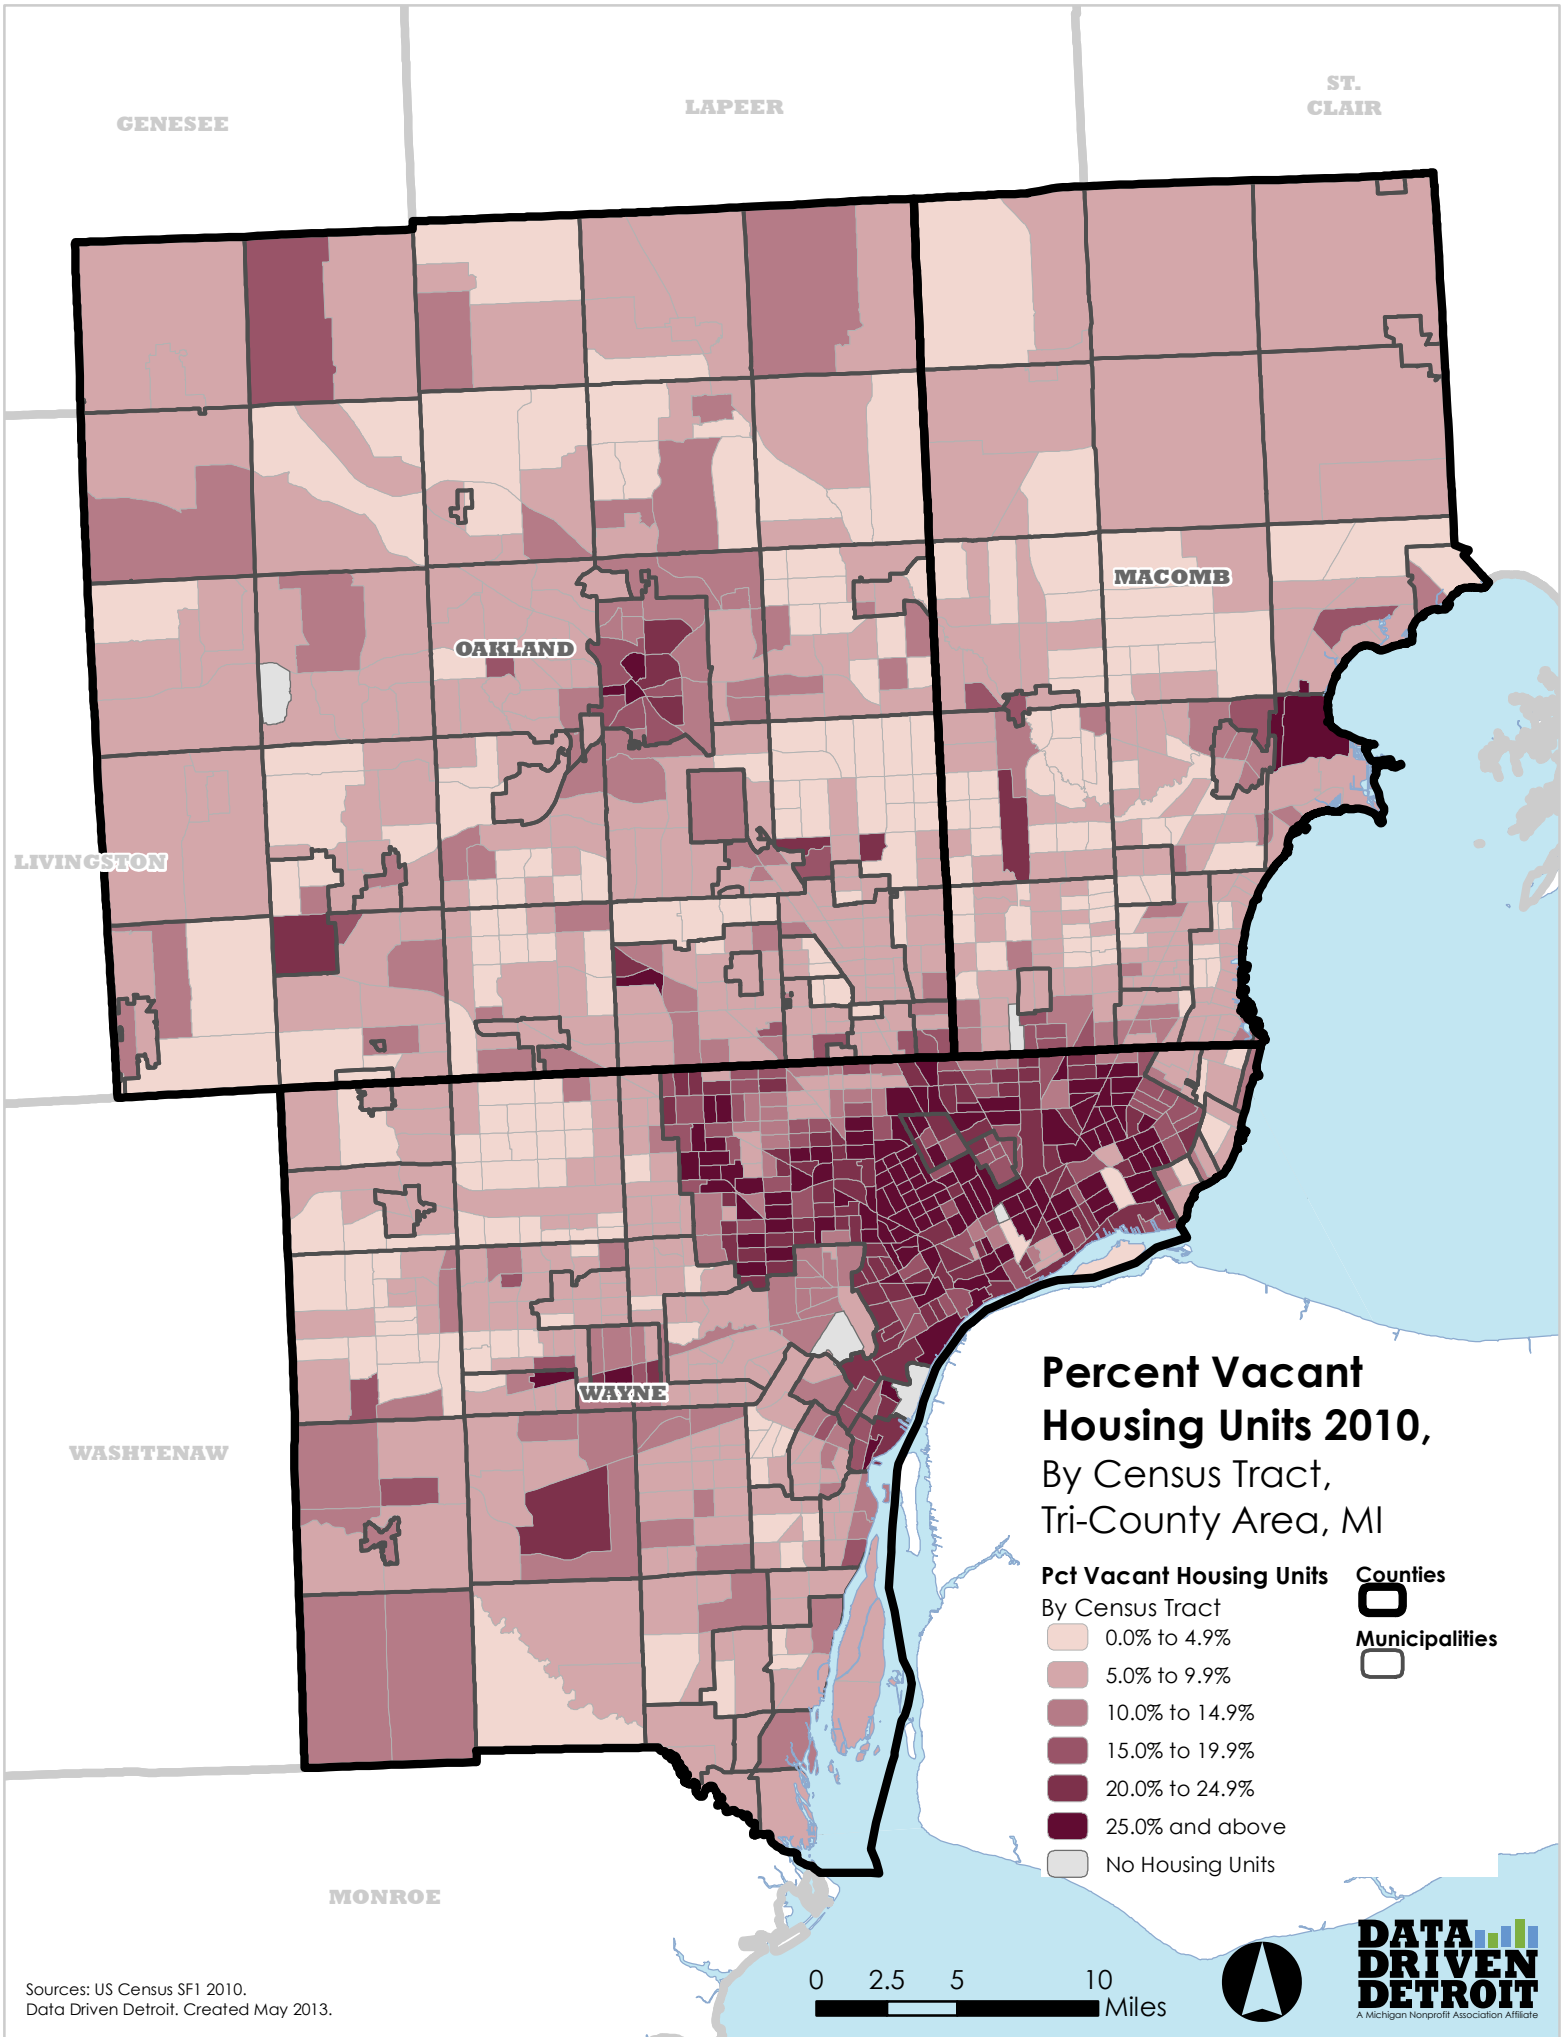 GENESEE
LAPEER
ST.
CLAIR
MACOMB
OAKLAND
LIVINGSTON
WAYNE
WASHTENAW
MONROE
Percent Vacant
Housing Units 2010,
By Census Tract,
Tri-County Area, MI
Pct Vacant Housing Units
By Census Tract
0.0% to 4.9%
5.0% to 9.9%
10.0% to 14.9%
15.0% to 19.9%
20.0% to 24.9%
25.0% and above
No Housing Units
Counties
Municipalities
Sources: US Census SF1 2010.
Data Driven Detroit. Created May 2013.
0 2.5 5 10
Miles
DATA
DRIVEN
DETROIT
A Michigan Nonprofit Association Affiliate